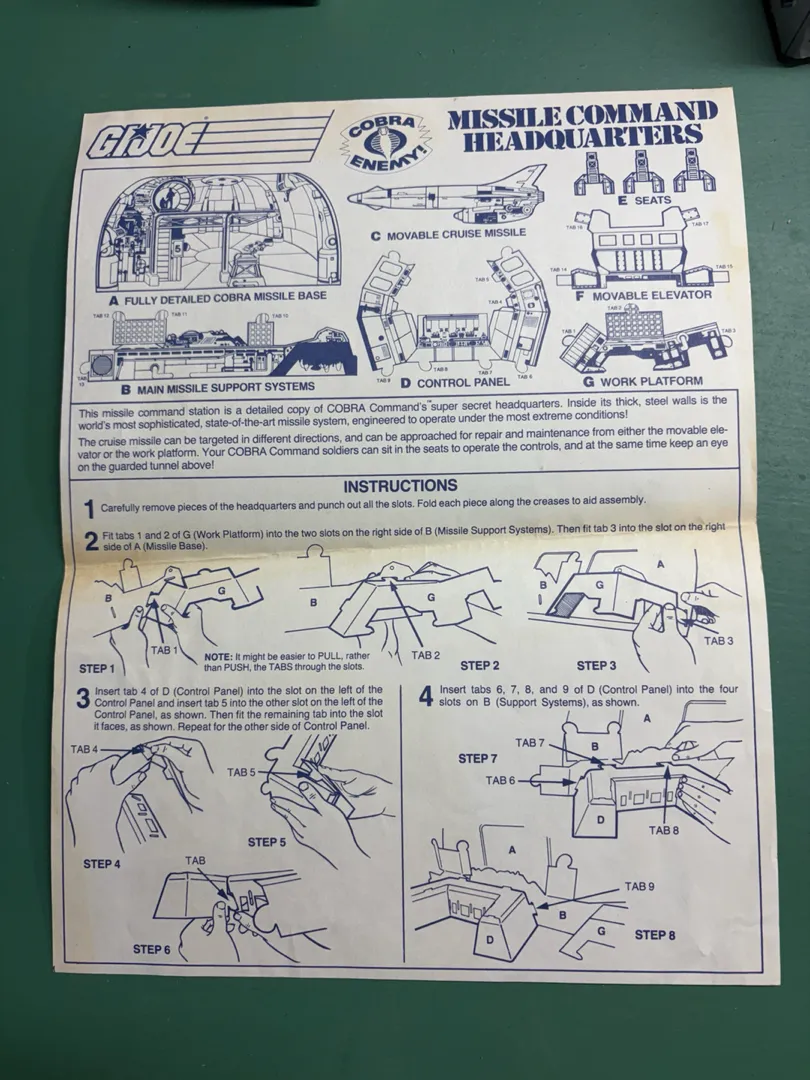 G.I. JOE
COBRA
ENEMY!
MISSILE COMMAND
HEADQUARTERS
E SEATS
C MOVABLE CRUISE MISSILE
5
A FULLY DETAILED COBRA MISSILE BASE
TAB 16
TAB 17
TAB 14
TAB 15
F MOVABLE ELEVATOR
TAB 12
TAB 11
TAB 10
TAB 13
B MAIN MISSILE SUPPORT SYSTEMS
TAB 5
TAB 4
TAB 9
TAB 8
TAB 7
TAB 6
D CONTROL PANEL
TAB 2
TAB 1
TAB 3
G WORK PLATFORM
This missile command station is a detailed copy of COBRA Command's™ super secret headquarters. Inside its thick, steel walls is the
world's most sophisticated, state-of-the-art missile system, engineered to operate under the most extreme conditions!
The cruise missile can be targeted in different directions, and can be approached for repair and maintenance from either the movable ele-
vator or the work platform. Your COBRA Command soldiers can sit in the seats to operate the controls, and at the same time keep an eye
on the guarded tunnel above!
INSTRUCTIONS
1 Carefully remove pieces of the headquarters and punch out all the slots. Fold each piece along the creases to aid assembly.
2 Fit tabs 1 and 2 of G (Work Platform) into the two slots on the right side of B (Missile Support Systems). Then fit tab 3 into the slot on the right
side of A (Missile Base).
B
G
TAB 1
STEP 1
NOTE: It might be easier to PULL, rather
than PUSH, the TABS through the slots.
B
G
TAB 2
STEP 2
B
G
A
TAB 3
STEP 3
3 Insert tab 4 of D (Control Panel) into the slot on the left of the
Control Panel and insert tab 5 into the other slot on the left of the
Control Panel, as shown. Then fit the remaining tab into the slot
it faces, as shown. Repeat for the other side of Control Panel.
TAB 4
STEP 4
TAB 5
STEP 5
TAB
STEP 6
4 Insert tabs 6, 7, 8, and 9 of D (Control Panel) into the four
slots on B (Support Systems), as shown.
A
TAB 7
B
STEP 7
TAB 6
D
TAB 8
A
TAB 9
B
G
D
STEP 8